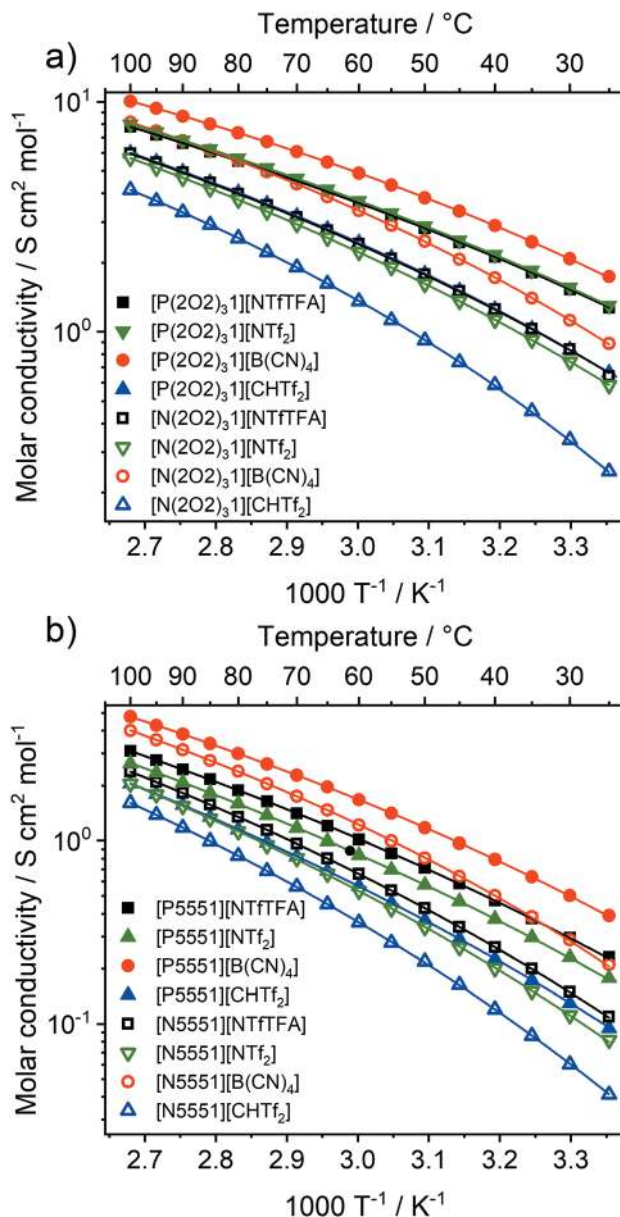 a)
Temperature / °C
100 90 80 70 60 50 40 30
10¹
10⁰
Molar conductivity / S cm² mol⁻¹
[P(2O2)₃1][NTfTFA]
[P(2O2)₃1][NTf₂]
[P(2O2)₃1][B(CN)₄]
[P(2O2)₃1][CHTf₂]
[N(2O2)₃1][NTfTFA]
[N(2O2)₃1][NTf₂]
[N(2O2)₃1][B(CN)₄]
[N(2O2)₃1][CHTf₂]
2.7 2.8 2.9 3.0 3.1 3.2 3.3
1000 T⁻¹ / K⁻¹
b)
Temperature / °C
100 90 80 70 60 50 40 30
10⁰
10⁻¹
Molar conductivity / S cm² mol⁻¹
[P5551][NTfTFA]
[P5551][NTf₂]
[P5551][B(CN)₄]
[P5551][CHTf₂]
[N5551][NTfTFA]
[N5551][NTf₂]
[N5551][B(CN)₄]
[N5551][CHTf₂]
2.7 2.8 2.9 3.0 3.1 3.2 3.3
1000 T⁻¹ / K⁻¹